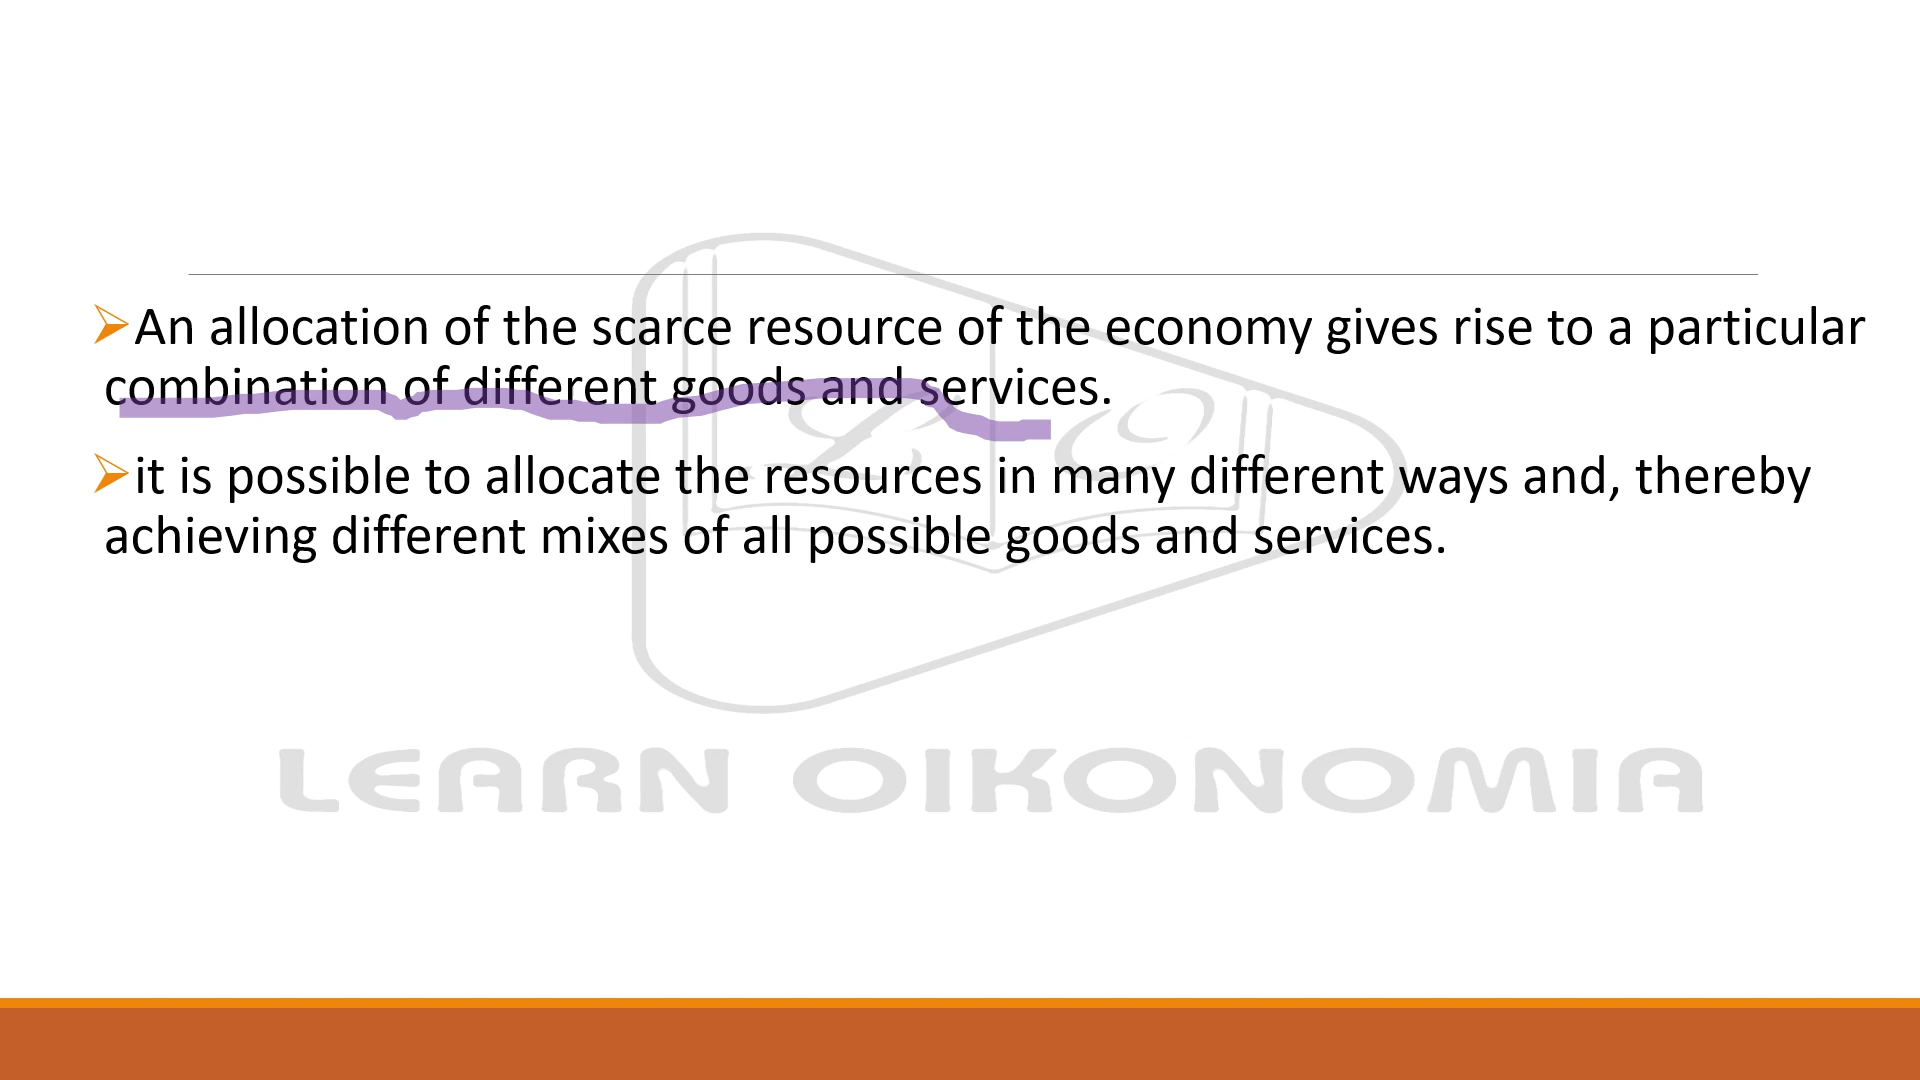 ➢An allocation of the scarce resource of the economy gives rise to a particular
combination of different goods and services.
➢it is possible to allocate the resources in many different ways and, thereby
achieving different mixes of all possible goods and services.
LO
LEARN OIKONOMIA